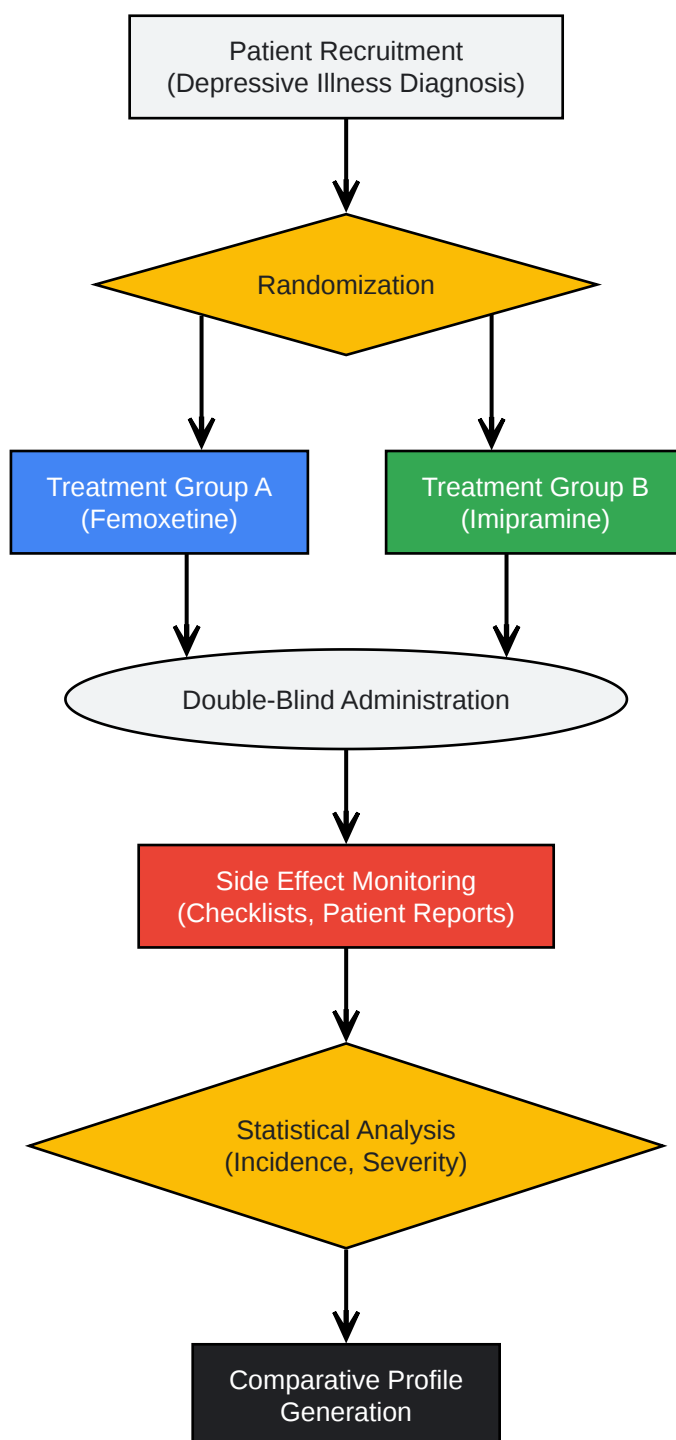 Patient Recruitment
(Depressive Illness Diagnosis)
Randomization
Treatment Group A
(Femoxetine)
Treatment Group B
(Imipramine)
Double-Blind Administration
Side Effect Monitoring
(Checklists, Patient Reports)
Statistical Analysis
(Incidence, Severity)
Comparative Profile
Generation